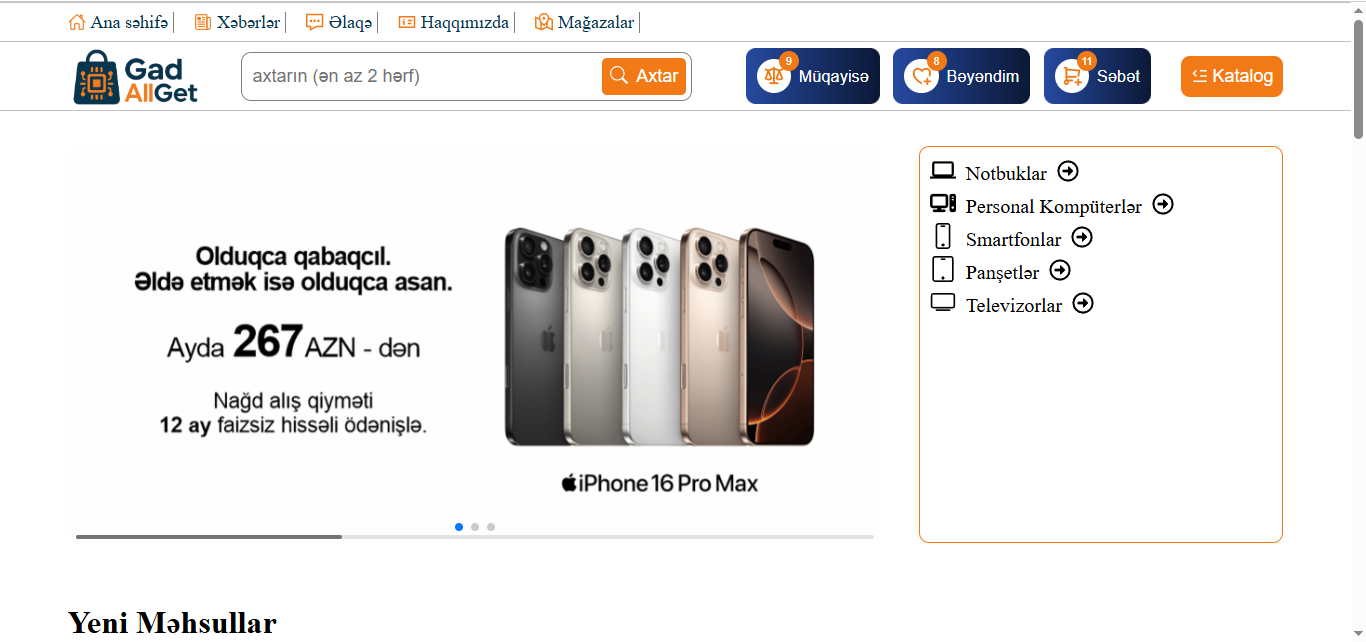 Ana səhifə Xəbərlər Əlaqə Haqqımızda Mağazalar
Gad
AllGet
axtarın (ən az 2 hərf) Axtar
9 Müqayisə 8 Bəyəndim 11 Səbət Katalog
Olduqca qabaqcıl.
Əldə etmək isə olduqca asan.
Ayda 267 AZN - dən
Nağd alış qiyməti
12 ay faizsiz hissəli ödənişlə.
iPhone 16 Pro Max
Notbuklar
Personal Kompüterlər
Smartfonlar
Panşetlər
Televizorlar
Yeni Məhsullar